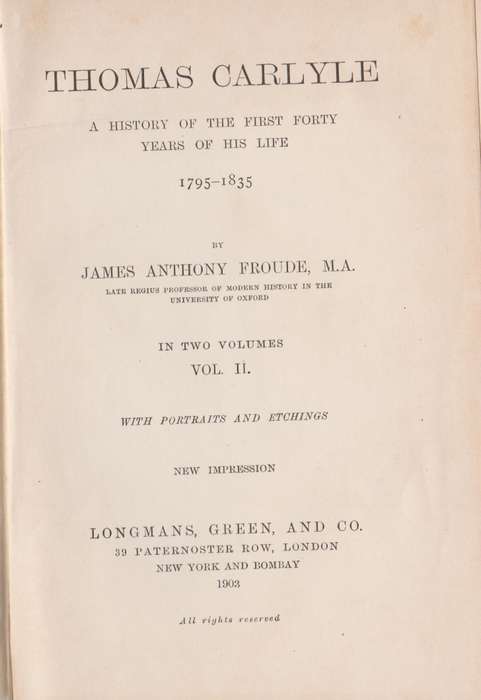 THOMAS CARLYLE
A HISTORY OF THE FIRST FORTY
YEARS OF HIS LIFE
1795–1835
BY
JAMES ANTHONY FROUDE, M.A.
LATE REGIUS PROFESSOR OF MODERN HISTORY IN THE
UNIVERSITY OF OXFORD
IN TWO VOLUMES
VOL. II.
WITH PORTRAITS AND ETCHINGS
NEW IMPRESSION
LONGMANS, GREEN, AND CO.
39 PATERNOSTER ROW, LONDON
NEW YORK AND BOMBAY
1903
All rights reserved